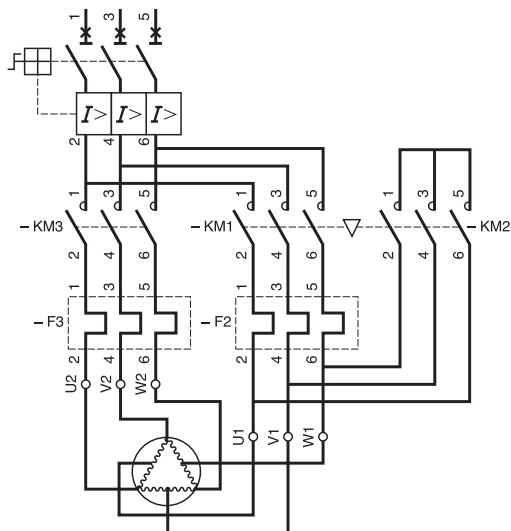 1 3 5
I> I> I>
2 4 6
1 3 5 1 3 5 1 3 5
– KM3 – KM1 – KM2
2 4 6 2 4 6 2 4 6
1 3 5 1 3 5
– F3 – F2
2 4 6 2 4 6
U2 V2 W2
U1 V1 W1